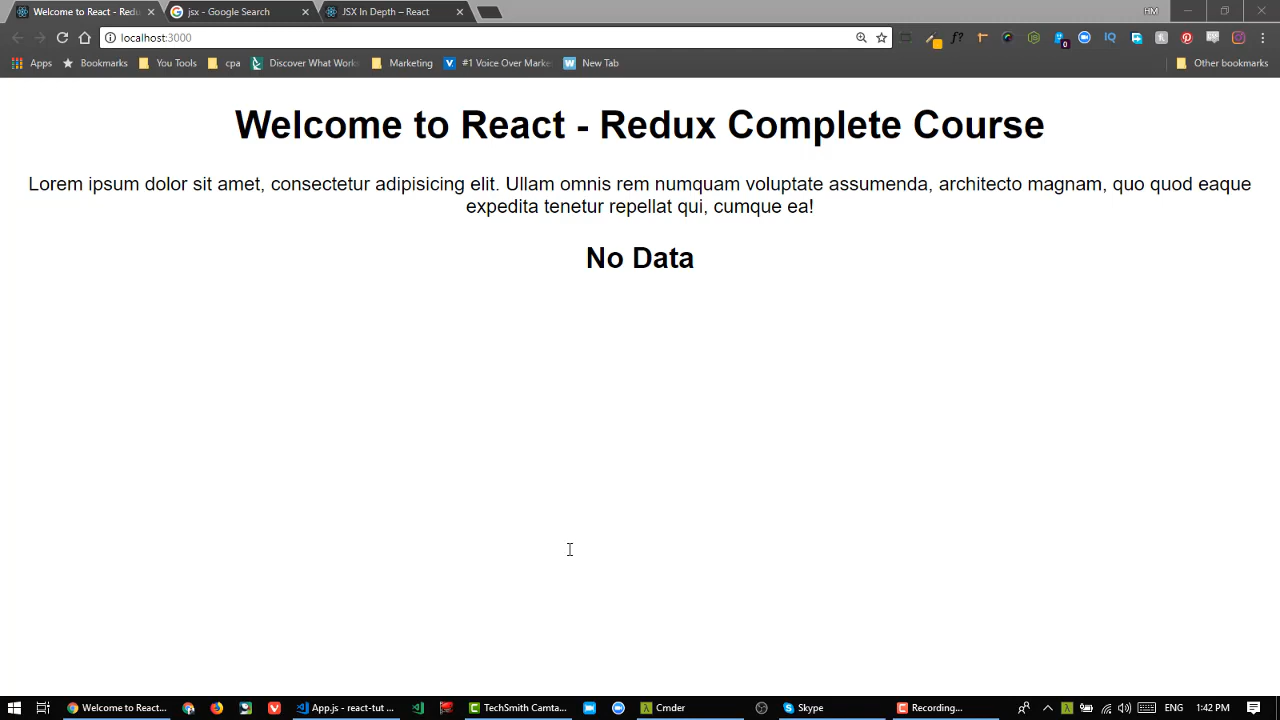 Welcome to React - Redu
jsx - Google Search
JSX In Depth – React
HM
localhost:3000
Apps
Bookmarks
You Tools
cpa
Discover What Work
Marketing
#1 Voice Over Marke
New Tab
Other bookmarks
Welcome to React - Redux Complete Course
Lorem ipsum dolor sit amet, consectetur adipisicing elit. Ullam omnis rem numquam voluptate assumenda, architecto magnam, quo quod eaque
expedita tenetur repellat qui, cumque ea!
No Data
Welcome to React...
App.js - react-tut ...
TechSmith Camta...
Cmder
Skype
Recording...
ENG
1:42 PM